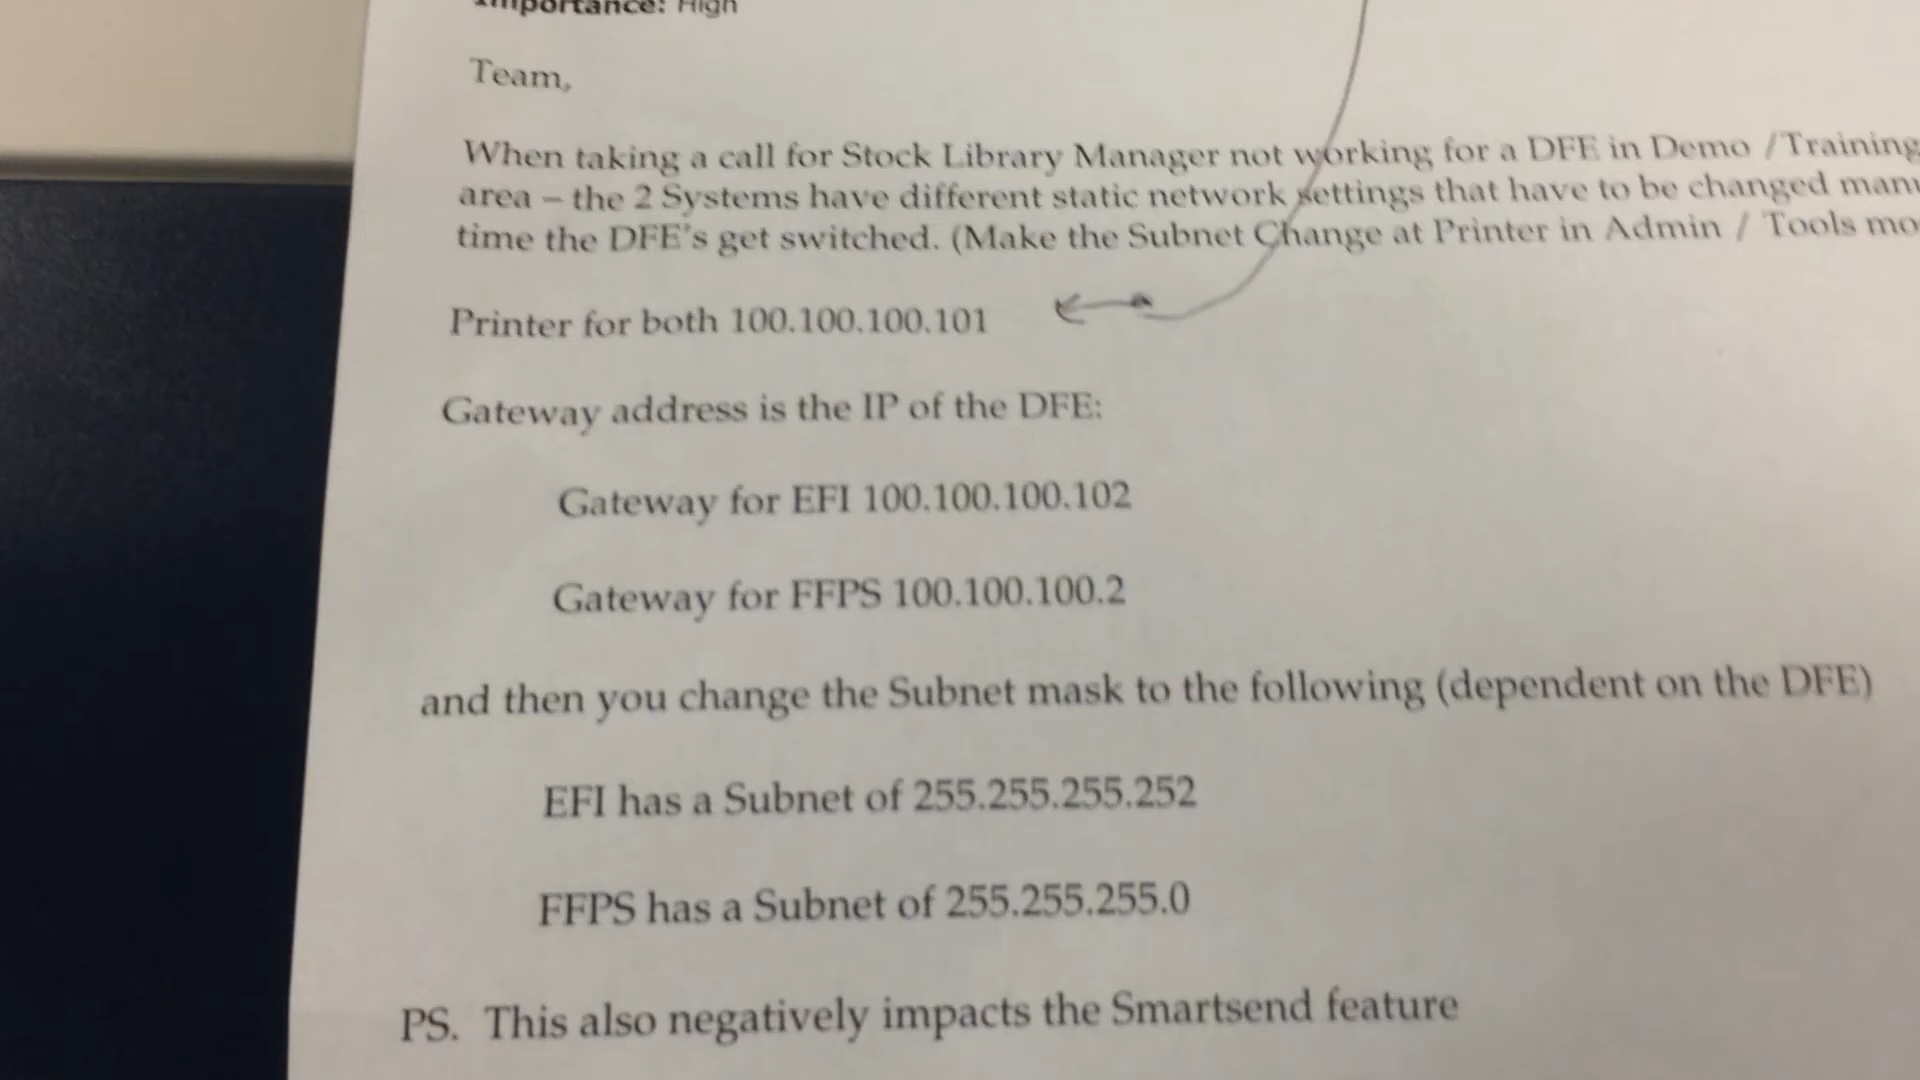 Importance: High
Team,
When taking a call for Stock Library Manager not working for a DFE in Demo / Training
area – the 2 Systems have different static network settings that have to be changed
time the DFE's get switched. (Make the Subnet Change at Printer in Admin / Tools
Printer for both 100.100.100.101
Gateway address is the IP of the DFE:
Gateway for EFI 100.100.100.102
Gateway for FFPS 100.100.100.2
and then you change the Subnet mask to the following (dependent on the DFE)
EFI has a Subnet of 255.255.255.252
FFPS has a Subnet of 255.255.255.0
PS. This also negatively impacts the Smartsend feature